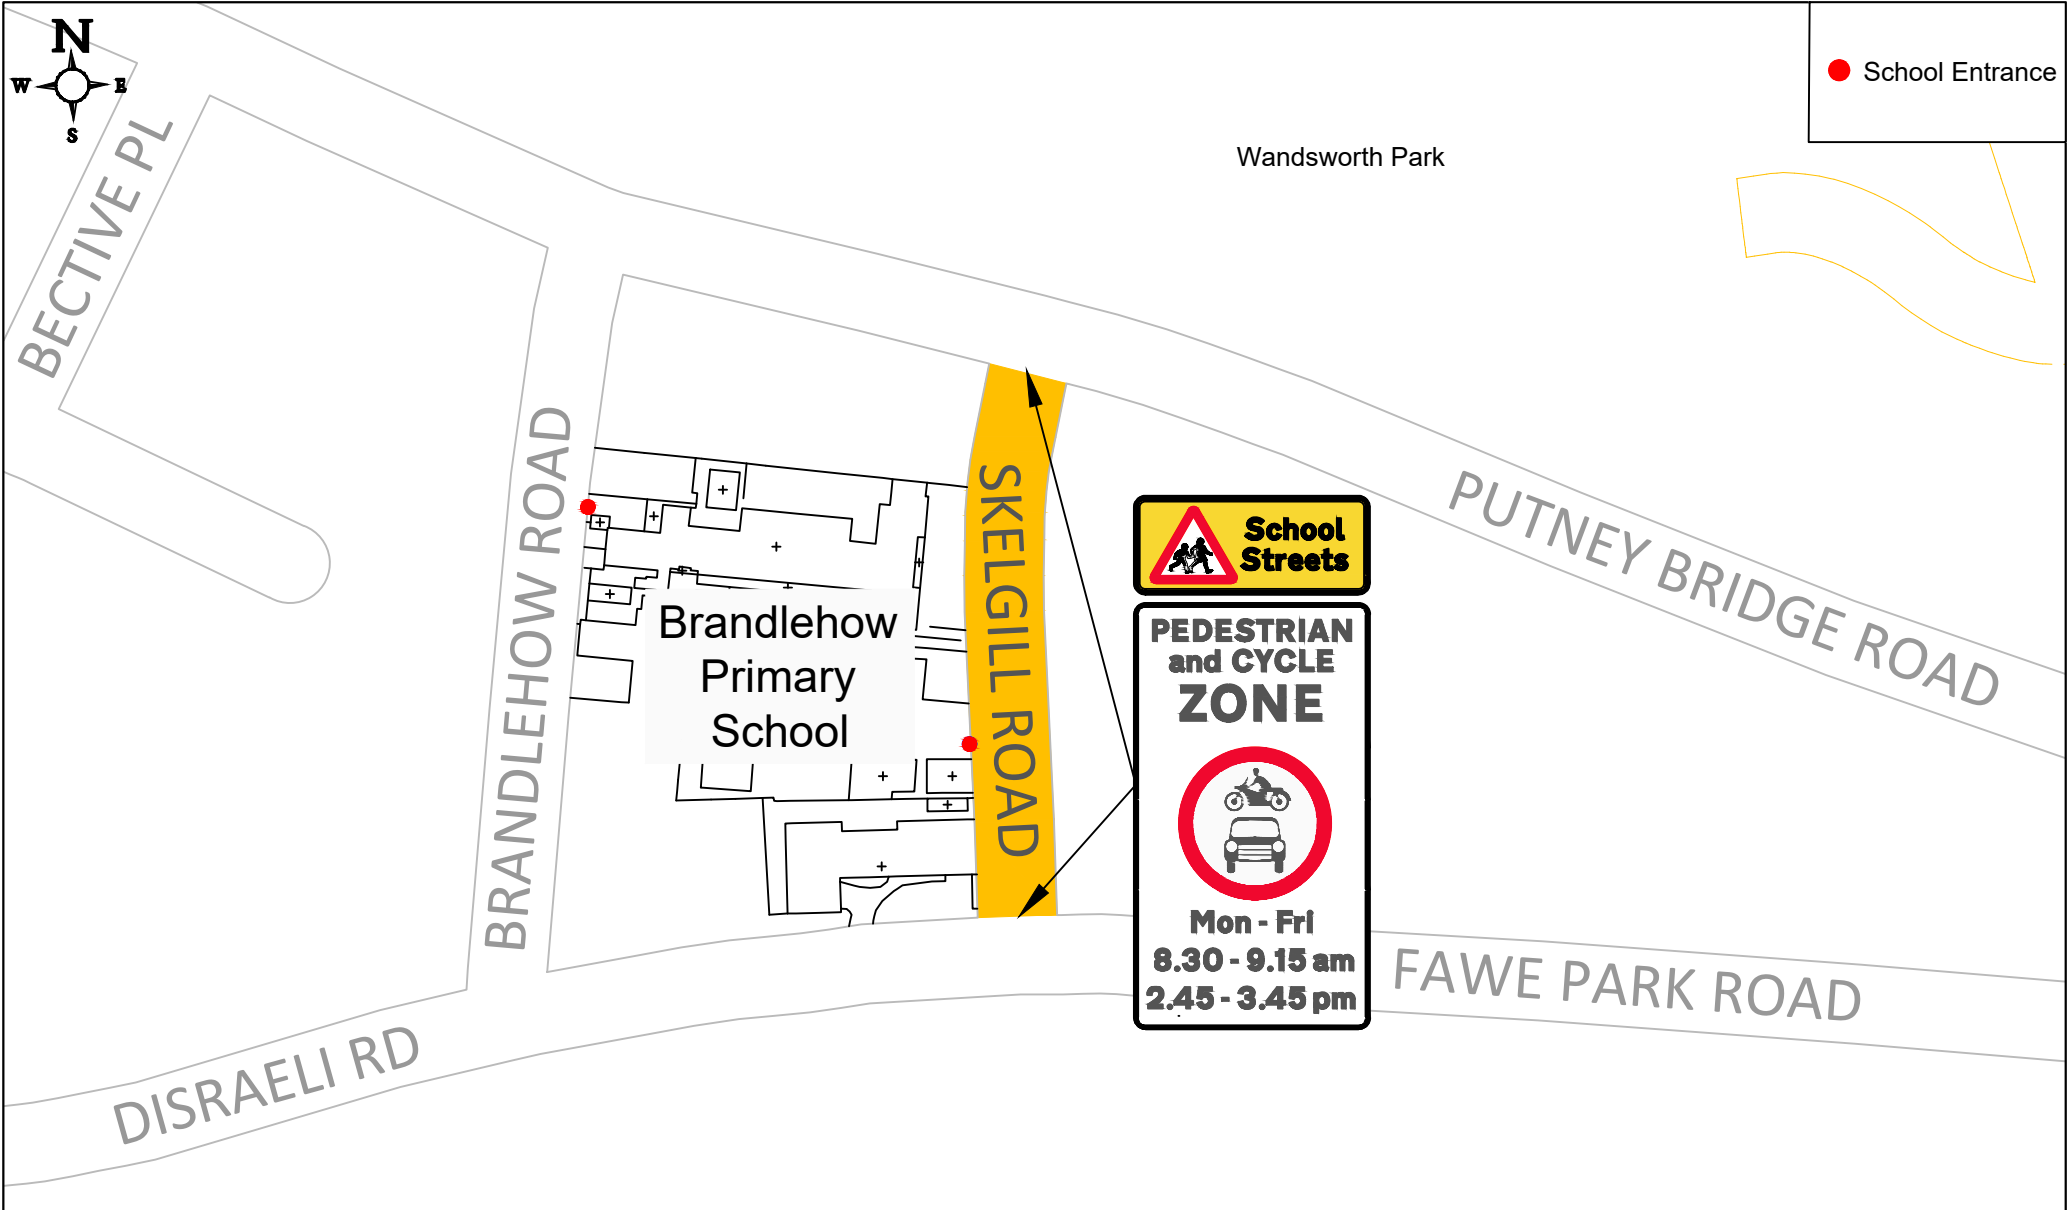 N
W
E
S
School Entrance
Wandsworth Park
BECTIVE PL
BRANDLEHOW ROAD
SKELGILL ROAD
PUTNEY BRIDGE ROAD
School
Streets
Brandlehow
Primary
School
PEDESTRIAN
and CYCLE
ZONE
Mon - Fri
8.30 - 9.15 am
2.45 - 3.45 pm
FAWE PARK ROAD
DISRAELI RD